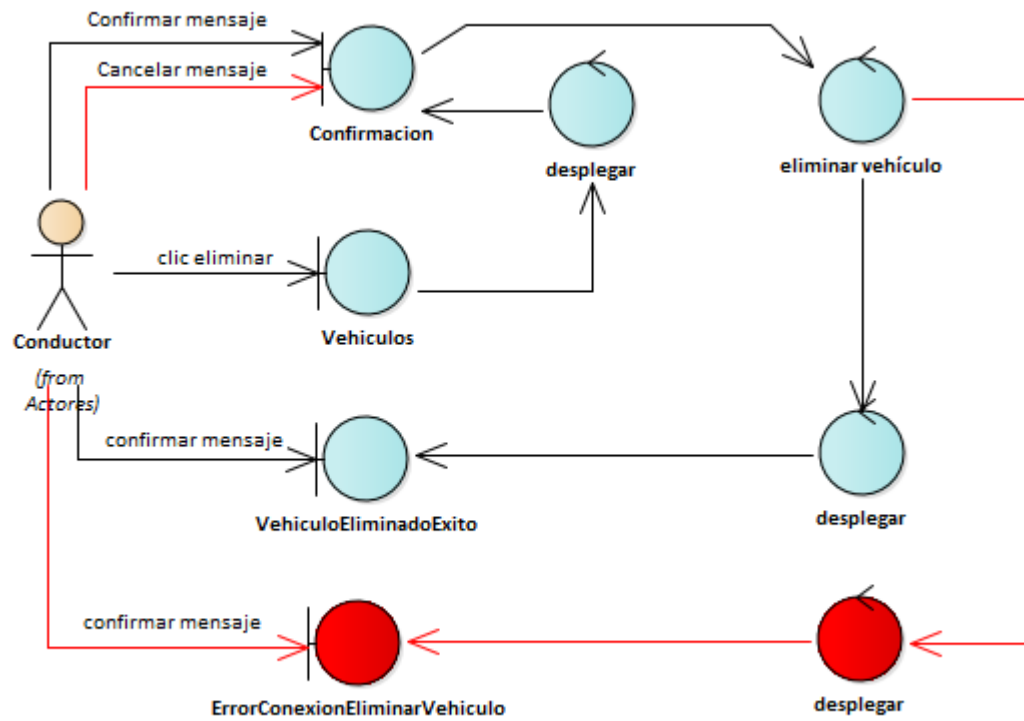 Confirmar mensaje
Cancelar mensaje
Confirmacion
desplegar
eliminar vehículo
clic eliminar
Vehiculos
Conductor
(from
Actores)
confirmar mensaje
VehiculoEliminadoExito
desplegar
confirmar mensaje
ErrorConexionEliminarVehiculo
desplegar